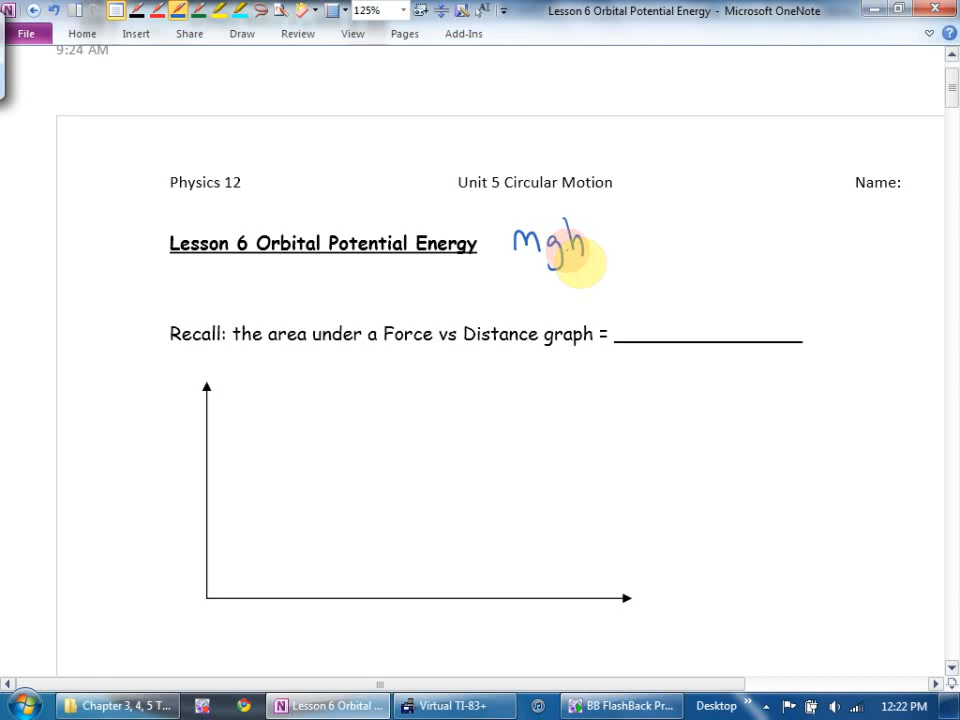 125%
Lesson 6 Orbital Potential Energy - Microsoft OneNote
File Home Insert Share Draw Review View Pages Add-Ins
9:24 AM
Physics 12 Unit 5 Circular Motion Name:
Lesson 6 Orbital Potential Energy mgh
Recall: the area under a Force vs Distance graph = ____________________
Chapter 3, 4, 5 T... Lesson 6 Orbital ... Virtual TI-83+ BB FlashBack Pr... Desktop 12:22 PM